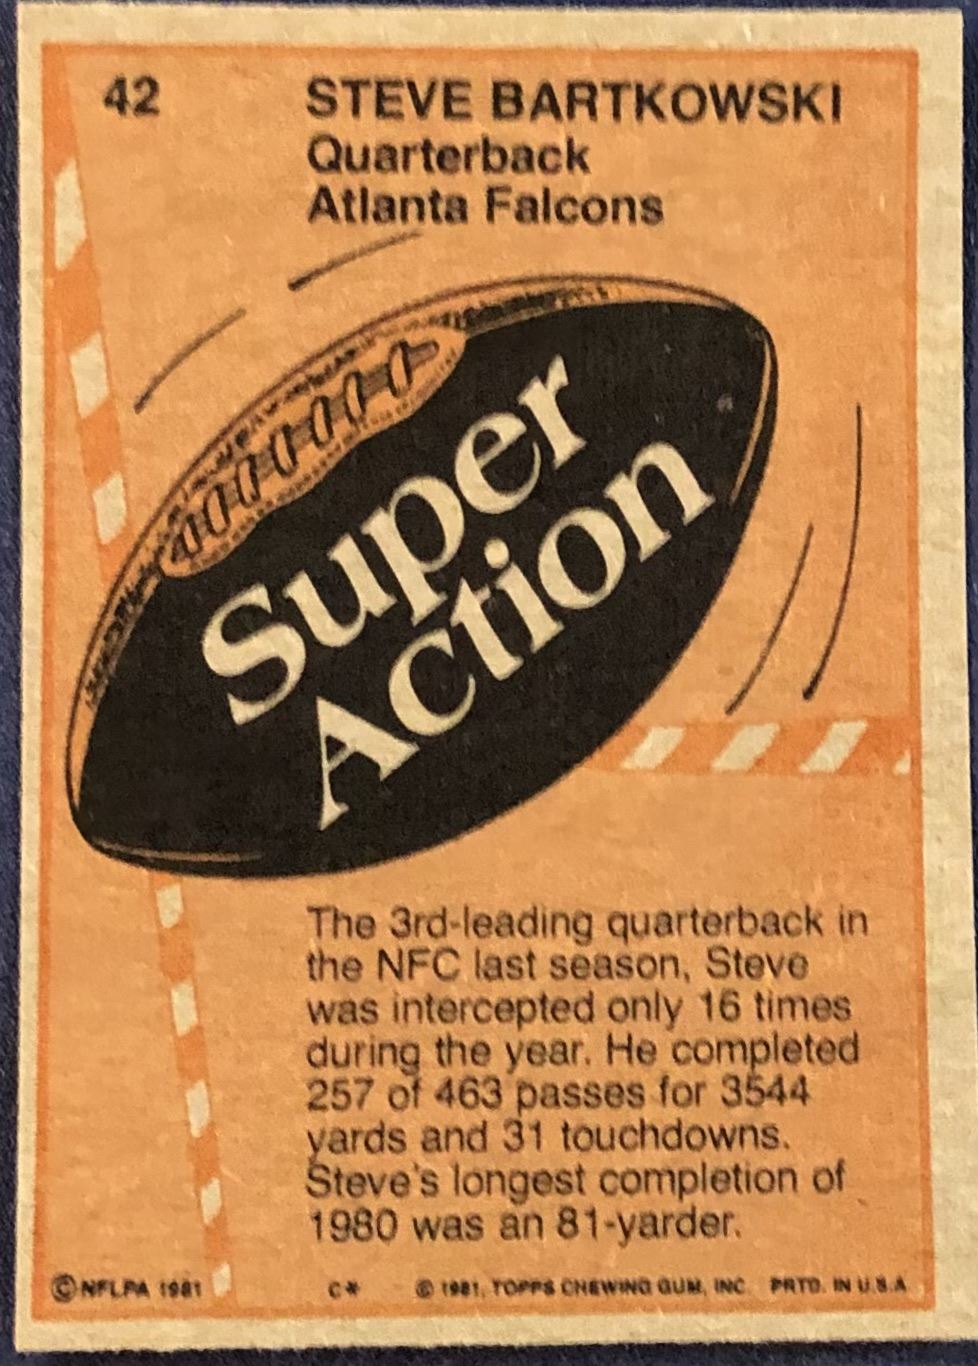 42
STEVE BARTKOWSKI
Quarterback
Atlanta Falcons
Super
Action
The 3rd-leading quarterback in
the NFC last season, Steve
was intercepted only 16 times
during the year. He completed
257 of 463 passes for 3544
yards and 31 touchdowns.
Steve's longest completion of
1980 was an 81-yarder.
© NFLPA 1981 C* © 1981, TOPPS CHEWING GUM, INC. PRTD. IN U.S.A.